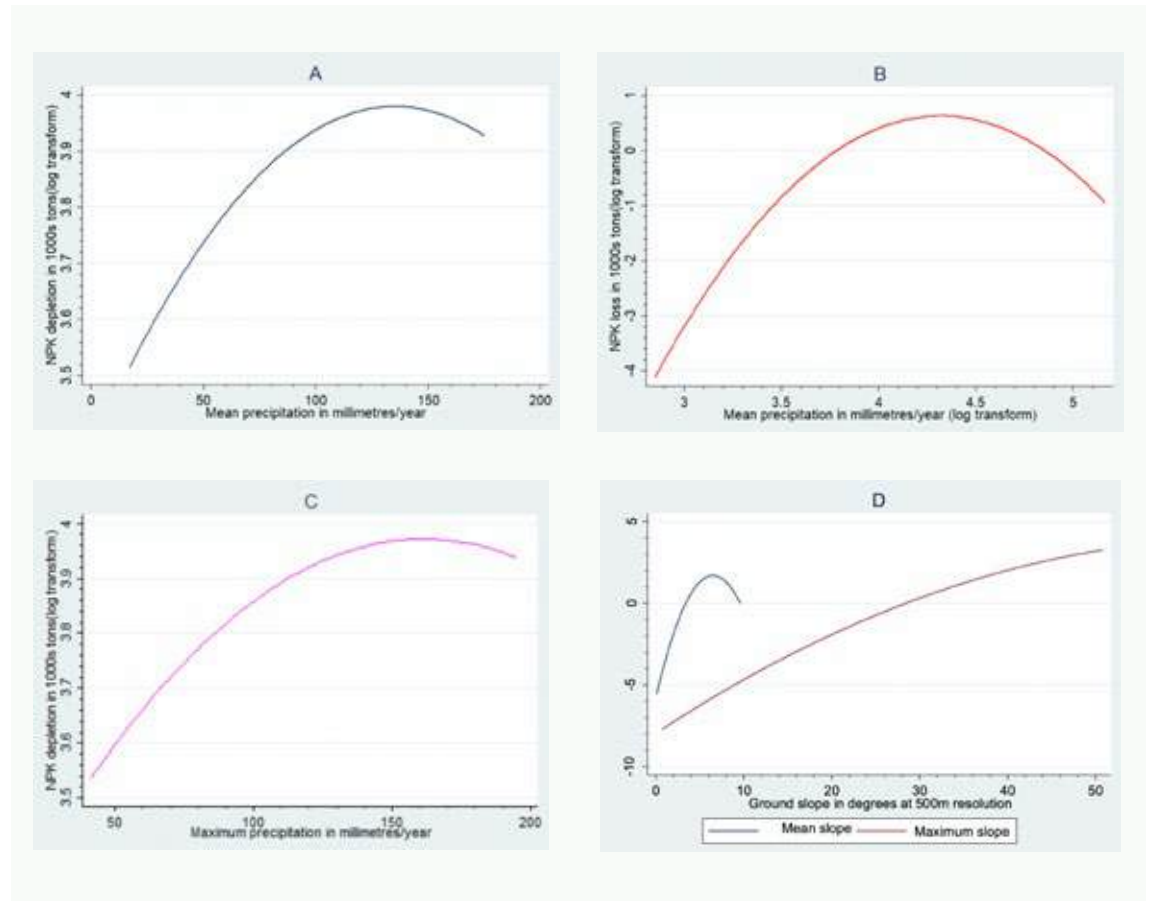 A
NPK depletion in 1000s tons(log transform)
4
3.9
3.8
3.7
3.6
3.5
0 50 100 150 200
Mean precipitation in millimetres/year
B
NPK loss in 1000s tons(log transform)
1
0
-1
-2
-3
-4
3 3.5 4 4.5 5
Mean precipitation in millimetres/year (log transform)
C
NPK depletion in 1000s tons(log transform)
4
3.9
3.8
3.7
3.6
3.5
50 100 150 200
Maximum precipitation in millimetres/year
D
5
0
-5
-10
0 10 20 30 40 50
Ground slope in degrees at 500m resolution
Mean slope Maximum slope